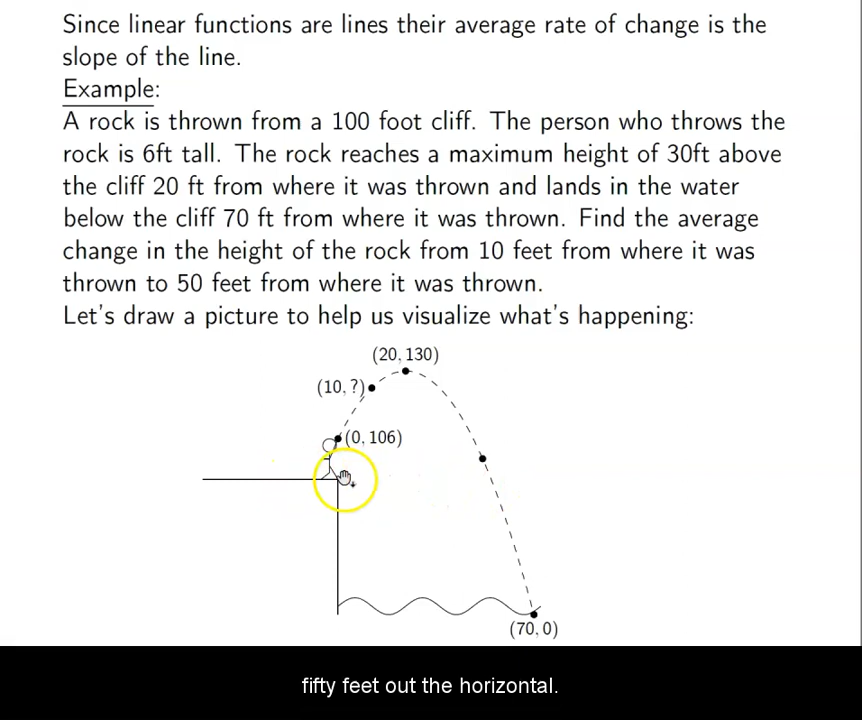 Since linear functions are lines their average rate of change is the
slope of the line.
Example:
A rock is thrown from a 100 foot cliff. The person who throws the
rock is 6ft tall. The rock reaches a maximum height of 30ft above
the cliff 20 ft from where it was thrown and lands in the water
below the cliff 70 ft from where it was thrown. Find the average
change in the height of the rock from 10 feet from where it was
thrown to 50 feet from where it was thrown.
Let's draw a picture to help us visualize what's happening:
(20, 130)
(10, ?)
(0, 106)
(70, 0)
fifty feet out the horizontal.